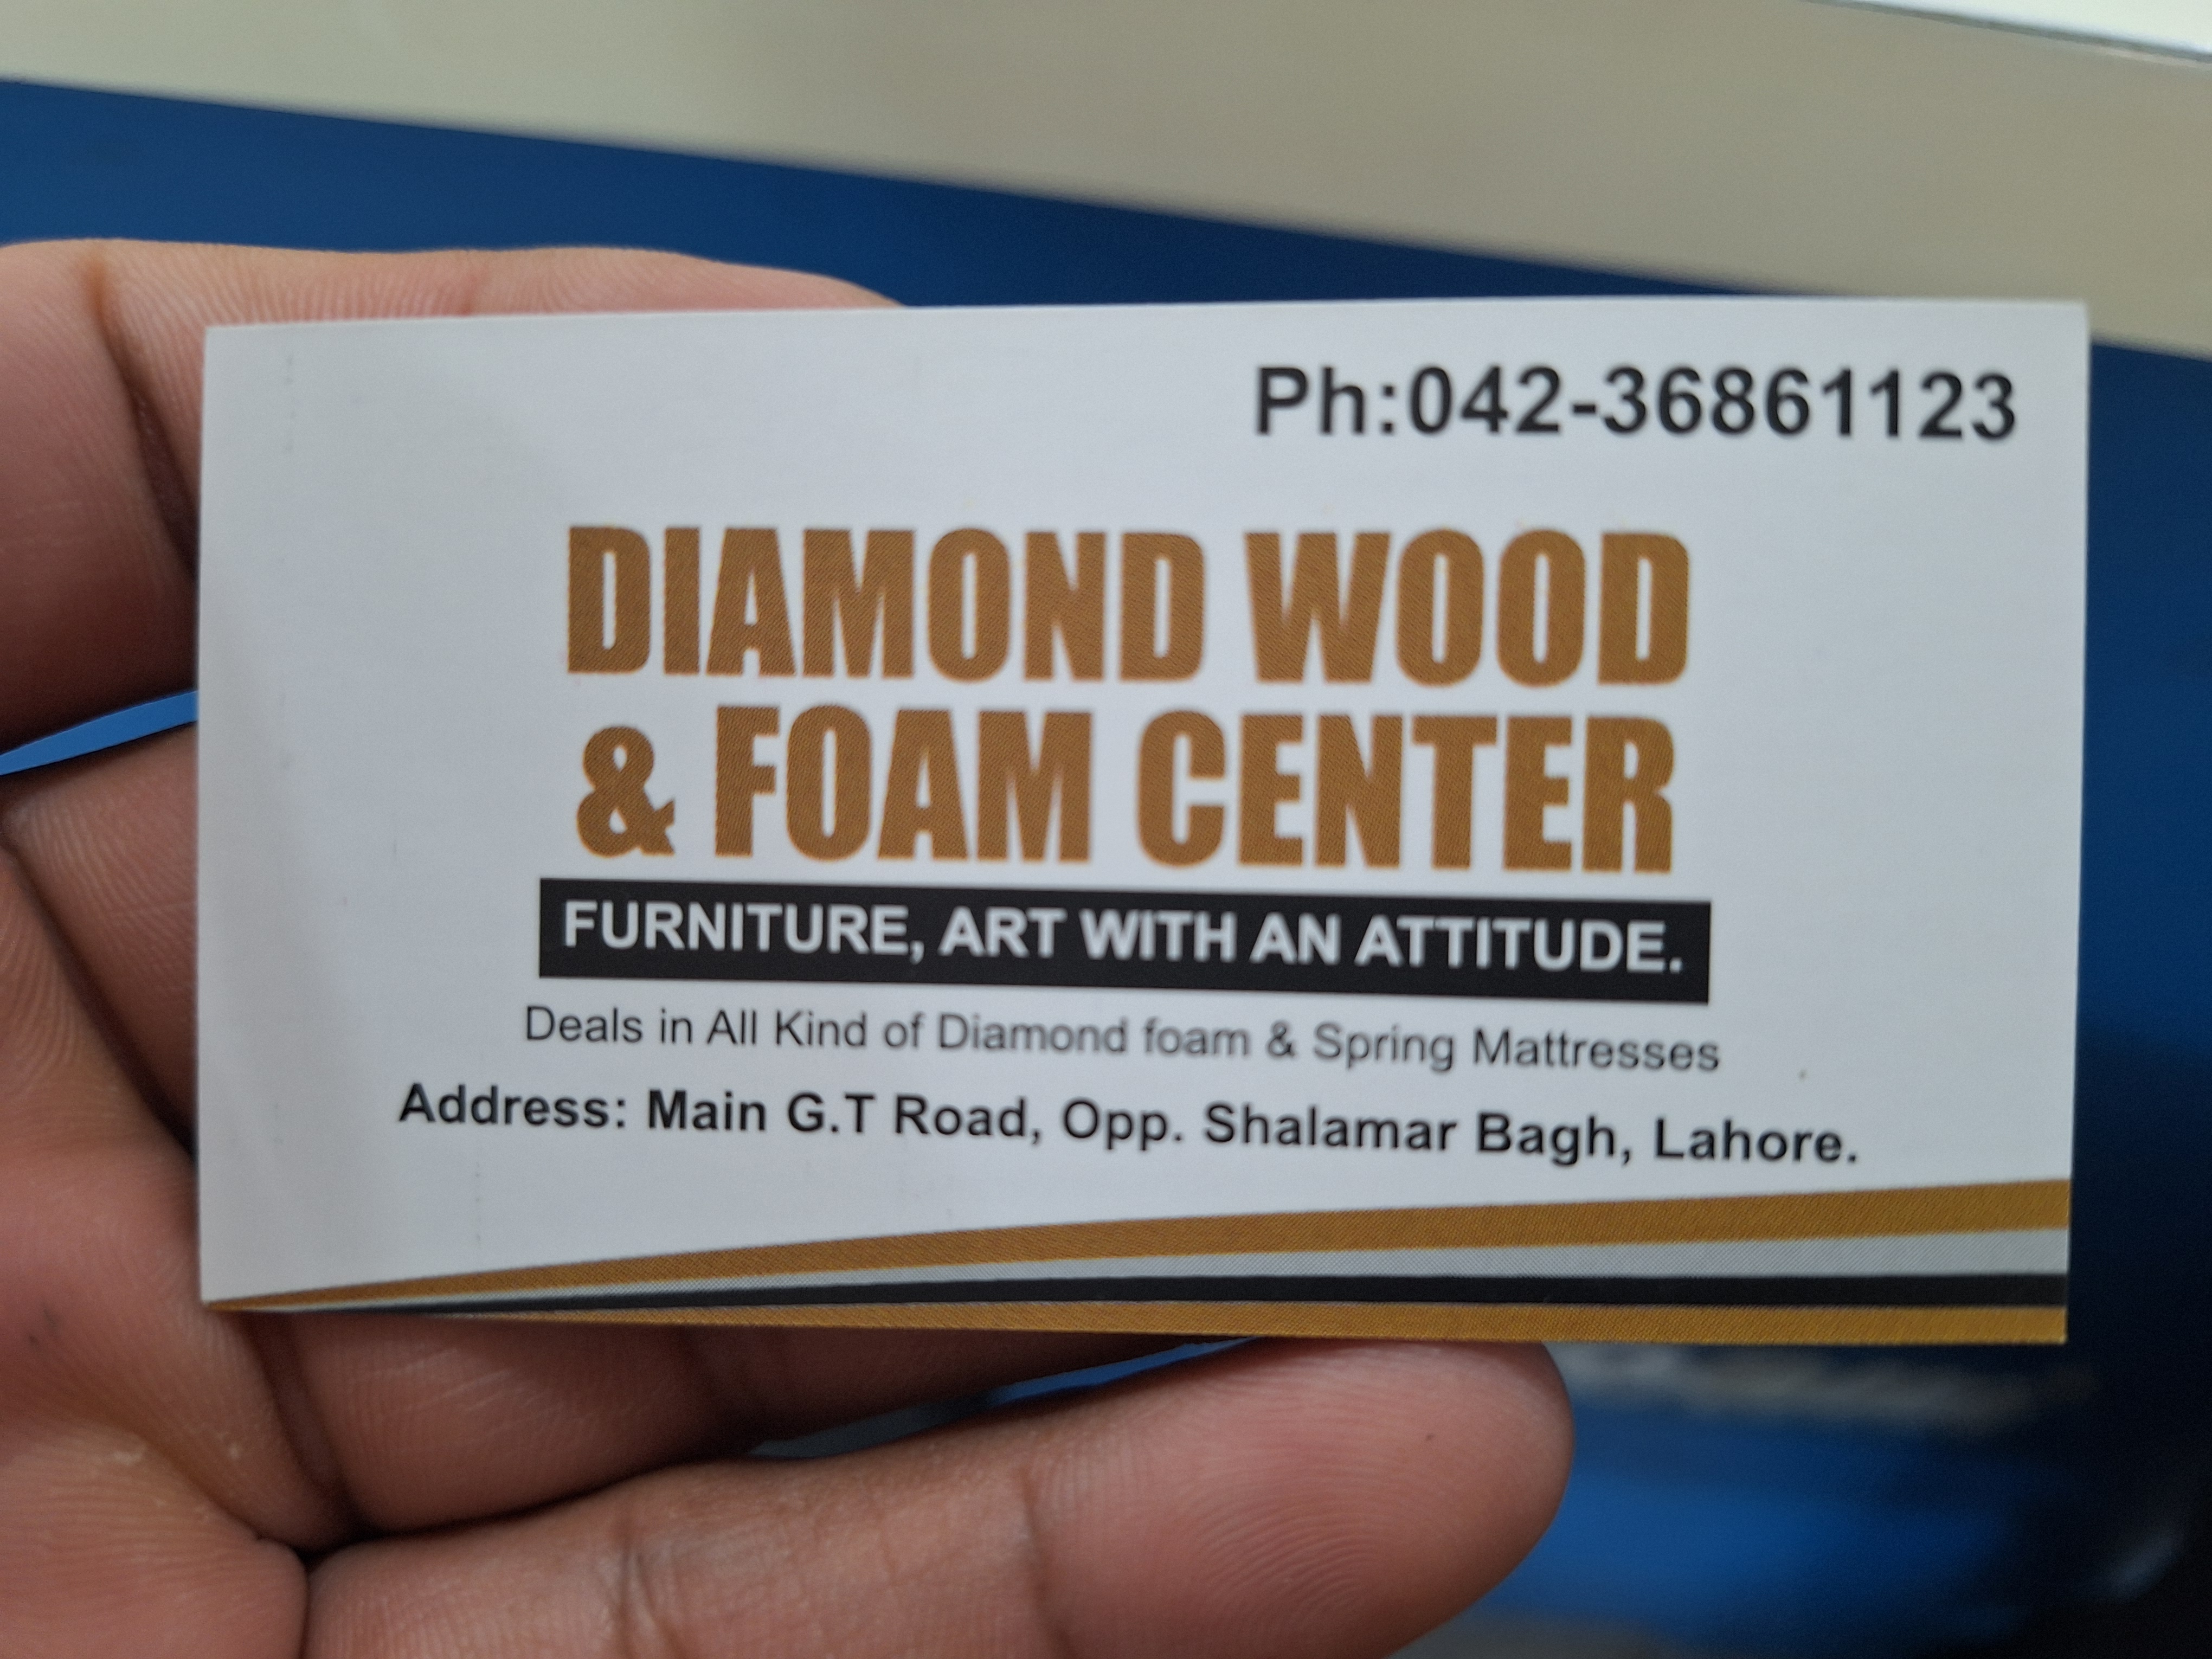 Ph:042-36861123
DIAMOND WOOD
& FOAM CENTER
FURNITURE, ART WITH AN ATTITUDE.
Deals in All Kind of Diamond foam & Spring Mattresses
Address: Main G.T Road, Opp. Shalamar Bagh, Lahore.